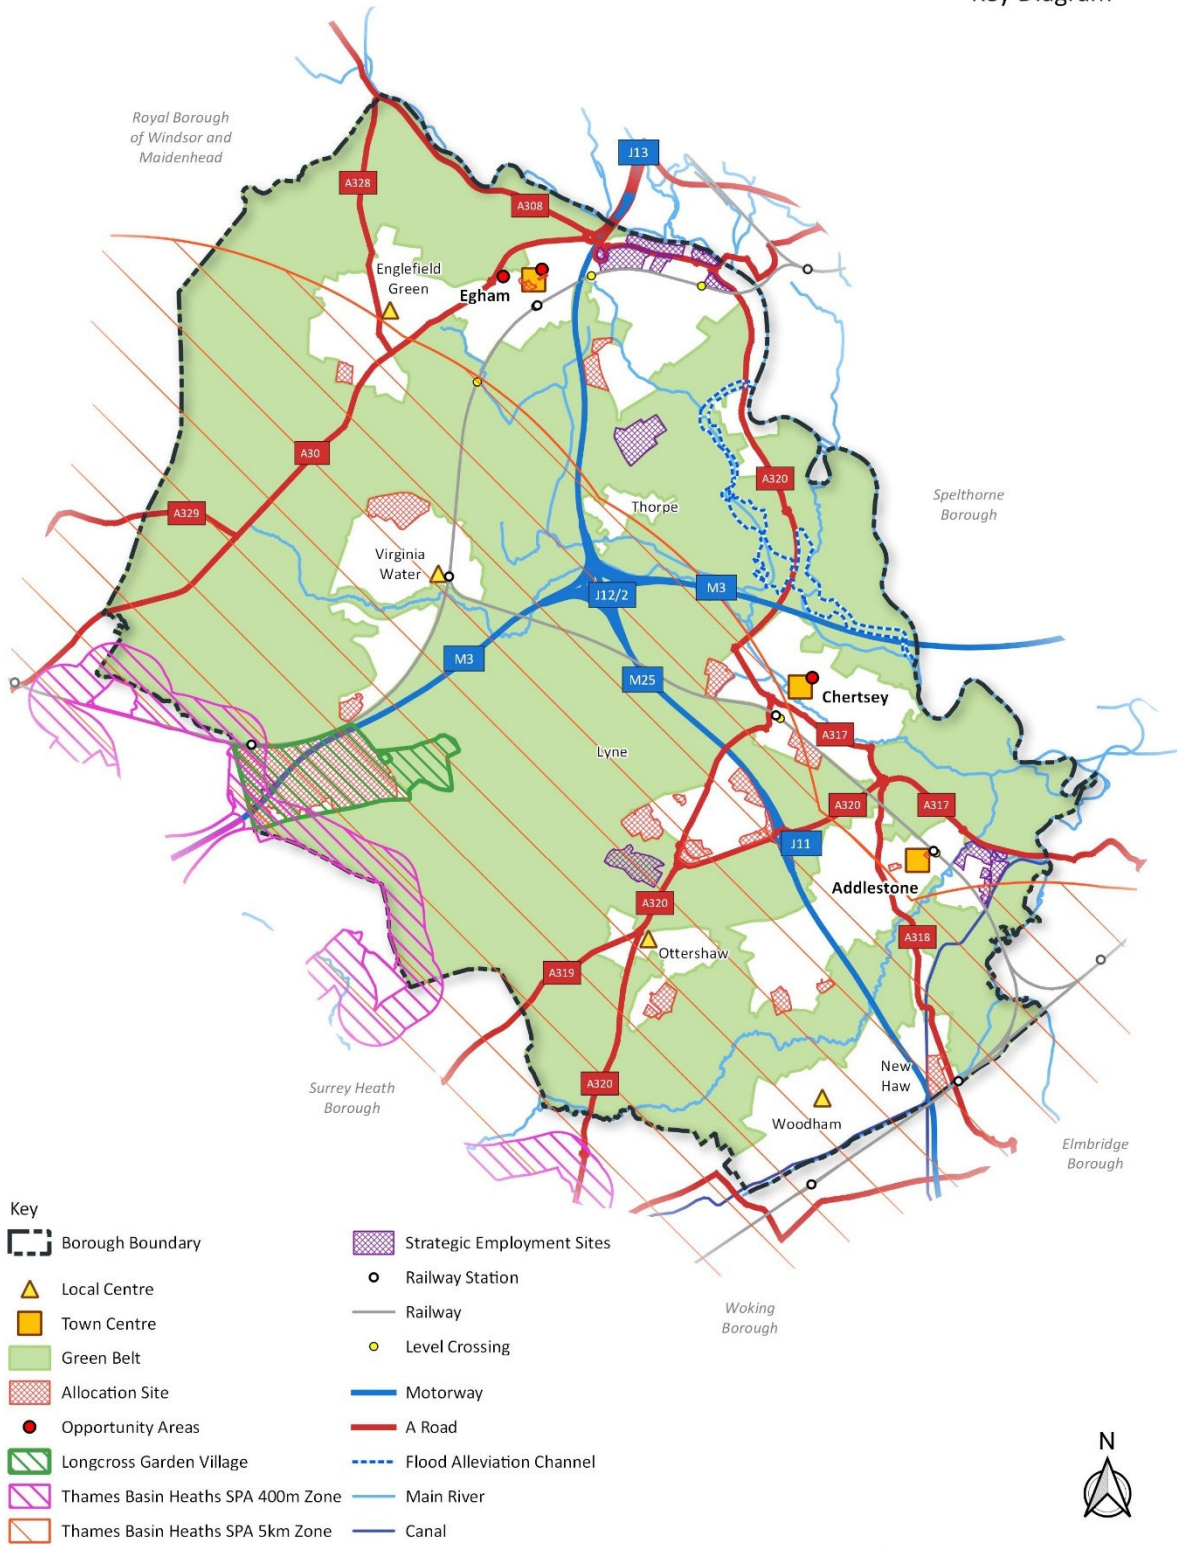 Key Diagram
Royal Borough
of Windsor and
Maidenhead
J13
A328
A308
Englefield
Green
Egham
A30
A320
Spelthorne
Borough
A329
Thorpe
Virginia
Water
J12/2
M3
M3
M25
Chertsey
A317
Lyne
A320
A317
J11
Addlestone
A320
A318
Ottershaw
A319
New
Haw
A320
Surrey Heath
Borough
Woodham
Elmbridge
Borough
Woking
Borough
Key
Borough Boundary
Local Centre
Town Centre
Green Belt
Allocation Site
Opportunity Areas
Longcross Garden Village
Thames Basin Heaths SPA 400m Zone
Thames Basin Heaths SPA 5km Zone
Strategic Employment Sites
Railway Station
Railway
Level Crossing
Motorway
A Road
Flood Alleviation Channel
Main River
Canal
N